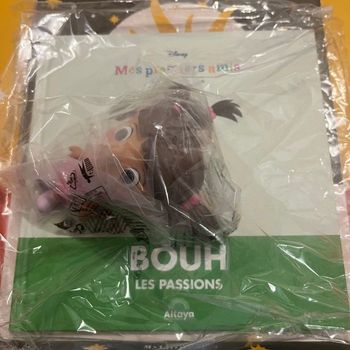 Disney
Mes premiers amis
BOUH
LES PASSIONS
Altaya